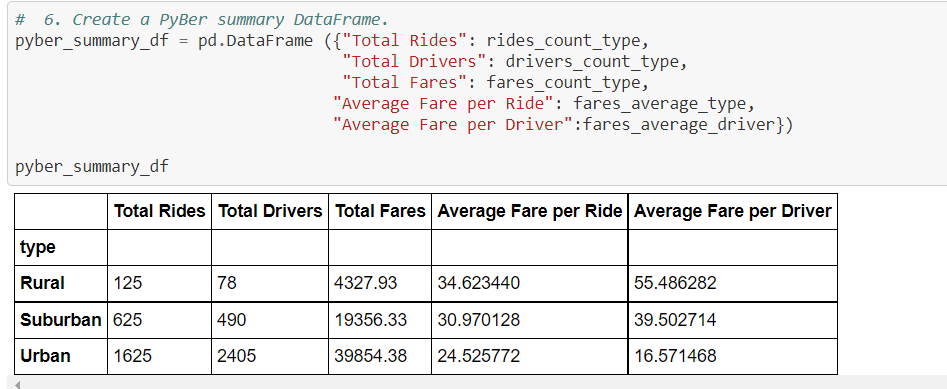 #  6. Create a PyBer summary DataFrame.
pyber_summary_df = pd.DataFrame ({"Total Rides": rides_count_type,
"Total Drivers": drivers_count_type,
"Total Fares": fares_count_type,
"Average Fare per Ride": fares_average_type,
"Average Fare per Driver":fares_average_driver})
pyber_summary_df
Total Rides Total Drivers Total Fares Average Fare per Ride Average Fare per Driver
type
Rural 125 78 4327.93 34.623440 55.486282
Suburban 625 490 19356.33 30.970128 39.502714
Urban 1625 2405 39854.38 24.525772 16.571468